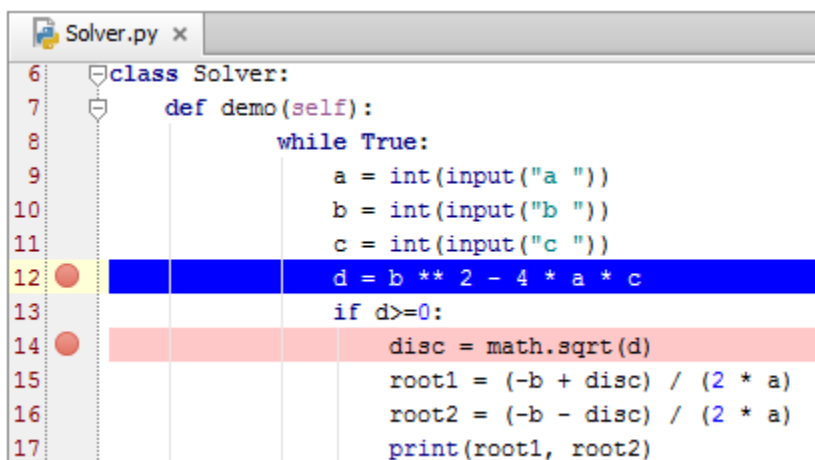 Solver.py ×
6 class Solver:
7     def demo(self):
8             while True:
9                 a = int(input("a "))
10                 b = int(input("b "))
11                 c = int(input("c "))
12                 d = b ** 2 - 4 * a * c
13                 if d>=0:
14                     disc = math.sqrt(d)
15                     root1 = (-b + disc) / (2 * a)
16                     root2 = (-b - disc) / (2 * a)
17                     print(root1, root2)